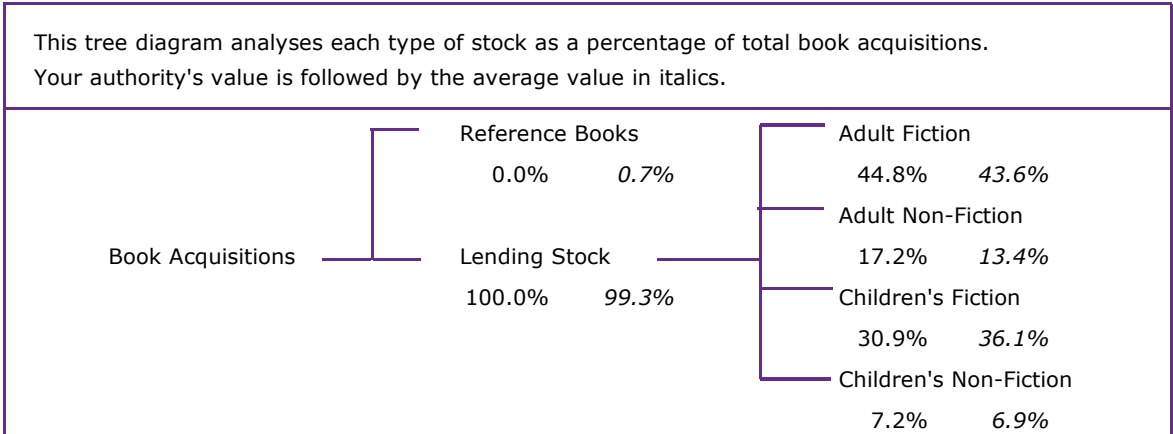 This tree diagram analyses each type of stock as a percentage of total book acquisitions.
Your authority's value is followed by the average value in italics.
Reference Books
0.0% 0.7%
Book Acquisitions
Lending Stock
100.0% 99.3%
Adult Fiction
44.8% 43.6%
Adult Non-Fiction
17.2% 13.4%
Children's Fiction
30.9% 36.1%
Children's Non-Fiction
7.2% 6.9%